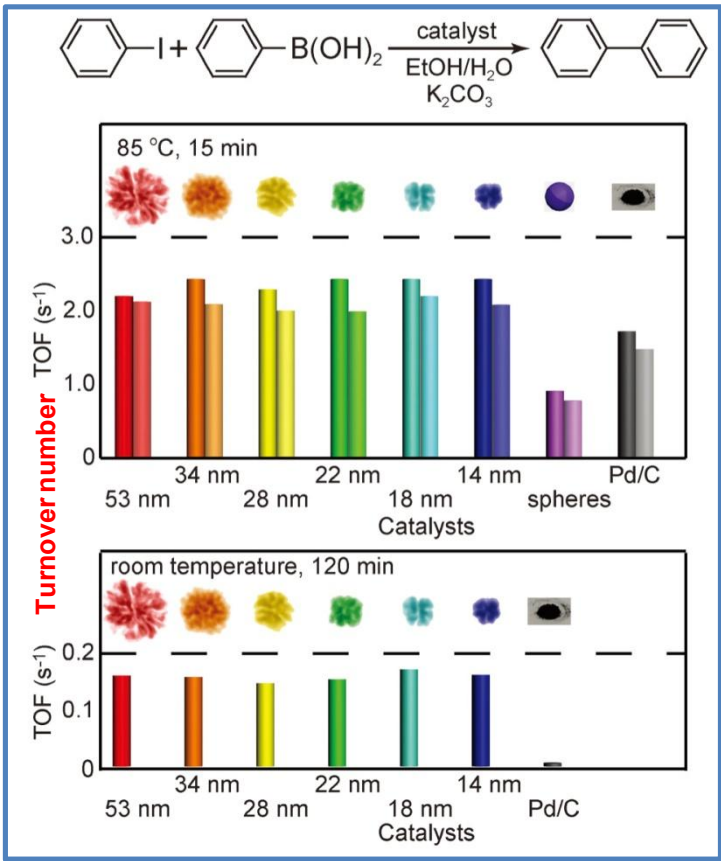 I + B(OH)₂ catalyst
EtOH/H₂O
K₂CO₃
85 °C, 15 min
3.0
2.0
1.0
0
TOF (s⁻¹)
Turnover number
34 nm 22 nm 14 nm Pd/C
53 nm 28 nm 18 nm spheres
Catalysts
room temperature, 120 min
0.2
0.1
0
TOF (s⁻¹)
34 nm 22 nm 14 nm
53 nm 28 nm 18 nm Pd/C
Catalysts